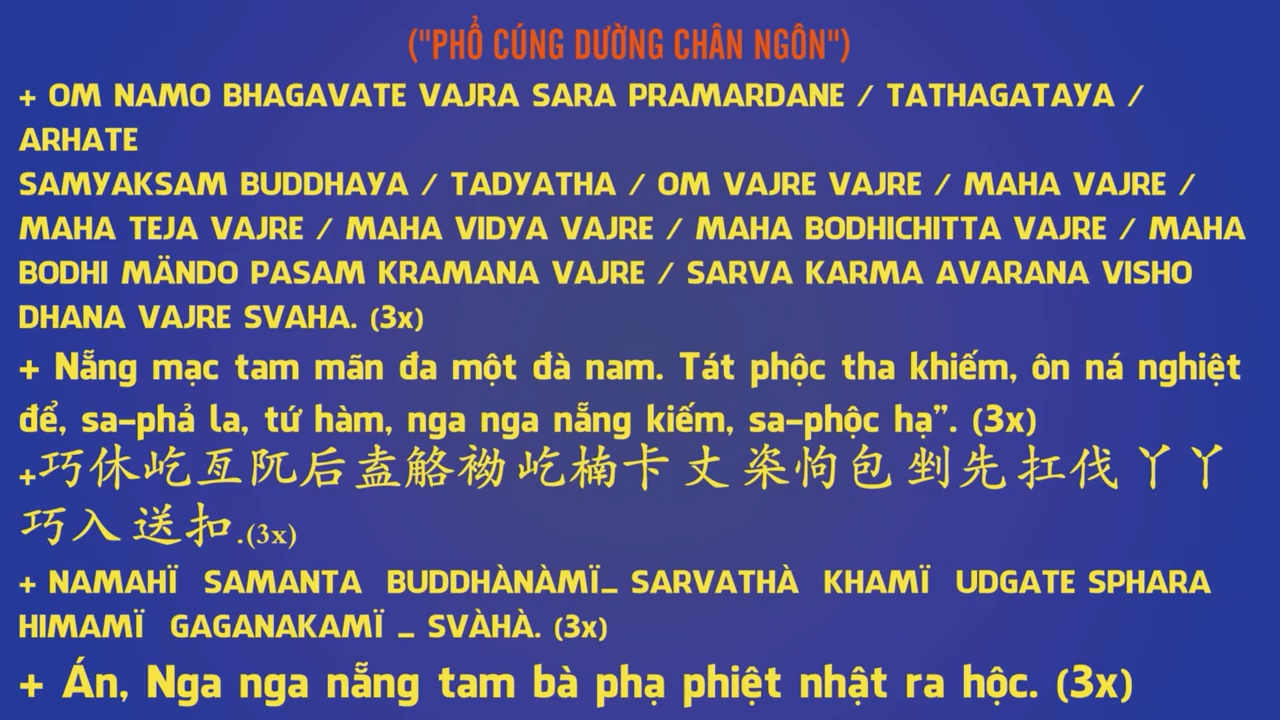 ("PHỔ CÚNG DƯỜNG CHÂN NGÔN")
+ OM NAMO BHAGAVATE VAJRA SARA PRAMARDANE / TATHAGATAYA /
ARHATE
SAMYAKSAM BUDDHAYA / TADYATHA / OM VAJRE VAJRE / MAHA VAJRE /
MAHA TEJA VAJRE / MAHA VIDYA VAJRE / MAHA BODHICHITTA VAJRE / MAHA
BODHI MÄNDO PASAM KRAMANA VAJRE / SARVA KARMA AVARANA VISHO
DHANA VAJRE SVAHA. (3x)
+ Nẵng mạc tam mãn đa một đà nam. Tát phộc tha khiếm, ôn ná nghiệt
để, sa-phả la, tứ hàm, nga nga nẵng kiếm, sa-phộc hạ". (3x)
+巧休屹亙阢后盍觡袎屹楠卡丈栥怐包剉先扛伐丫丫
巧入送扣.(3x)
+ NAMAHÏ SAMANTA BUDDHÀNÀMÏ_ SARVATHÀ KHAMÏ UDGATE SPHARA
HIMAMÏ GAGANAKAMÏ _ SVÀHÀ. (3x)
+ Án, Nga nga nẵng tam bà phạ phiệt nhật ra hộc. (3x)